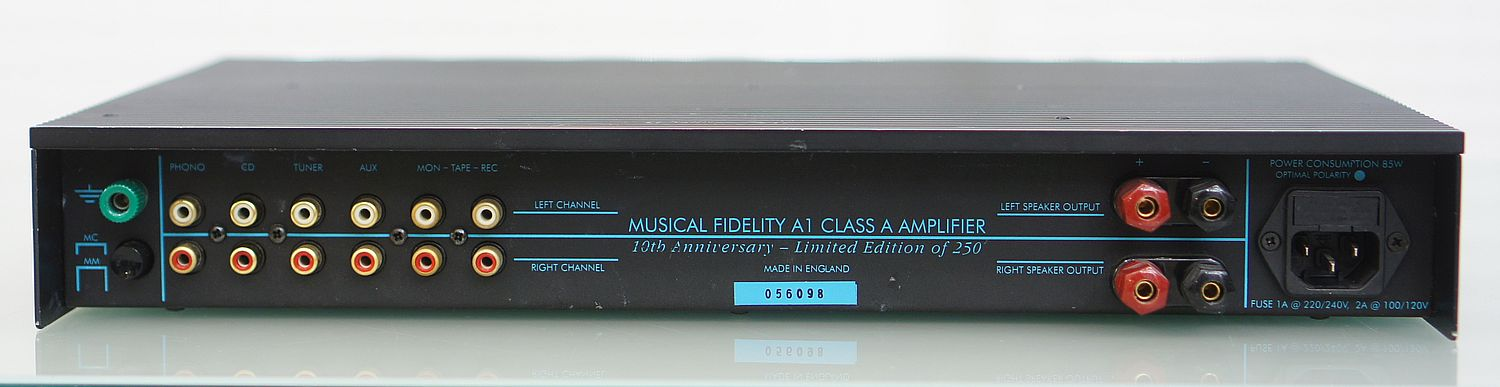 PHONO CD TUNER AUX MON – TAPE – REC
MC
MM
LEFT CHANNEL
RIGHT CHANNEL
MUSICAL FIDELITY A1 CLASS A AMPLIFIER
10th Anniversary – Limited Edition of 250
MADE IN ENGLAND
056098
+ –
LEFT SPEAKER OUTPUT
RIGHT SPEAKER OUTPUT
POWER CONSUMPTION 85W
OPTIMAL POLARITY
FUSE 1A @ 220/240V, 2A @ 100/120V